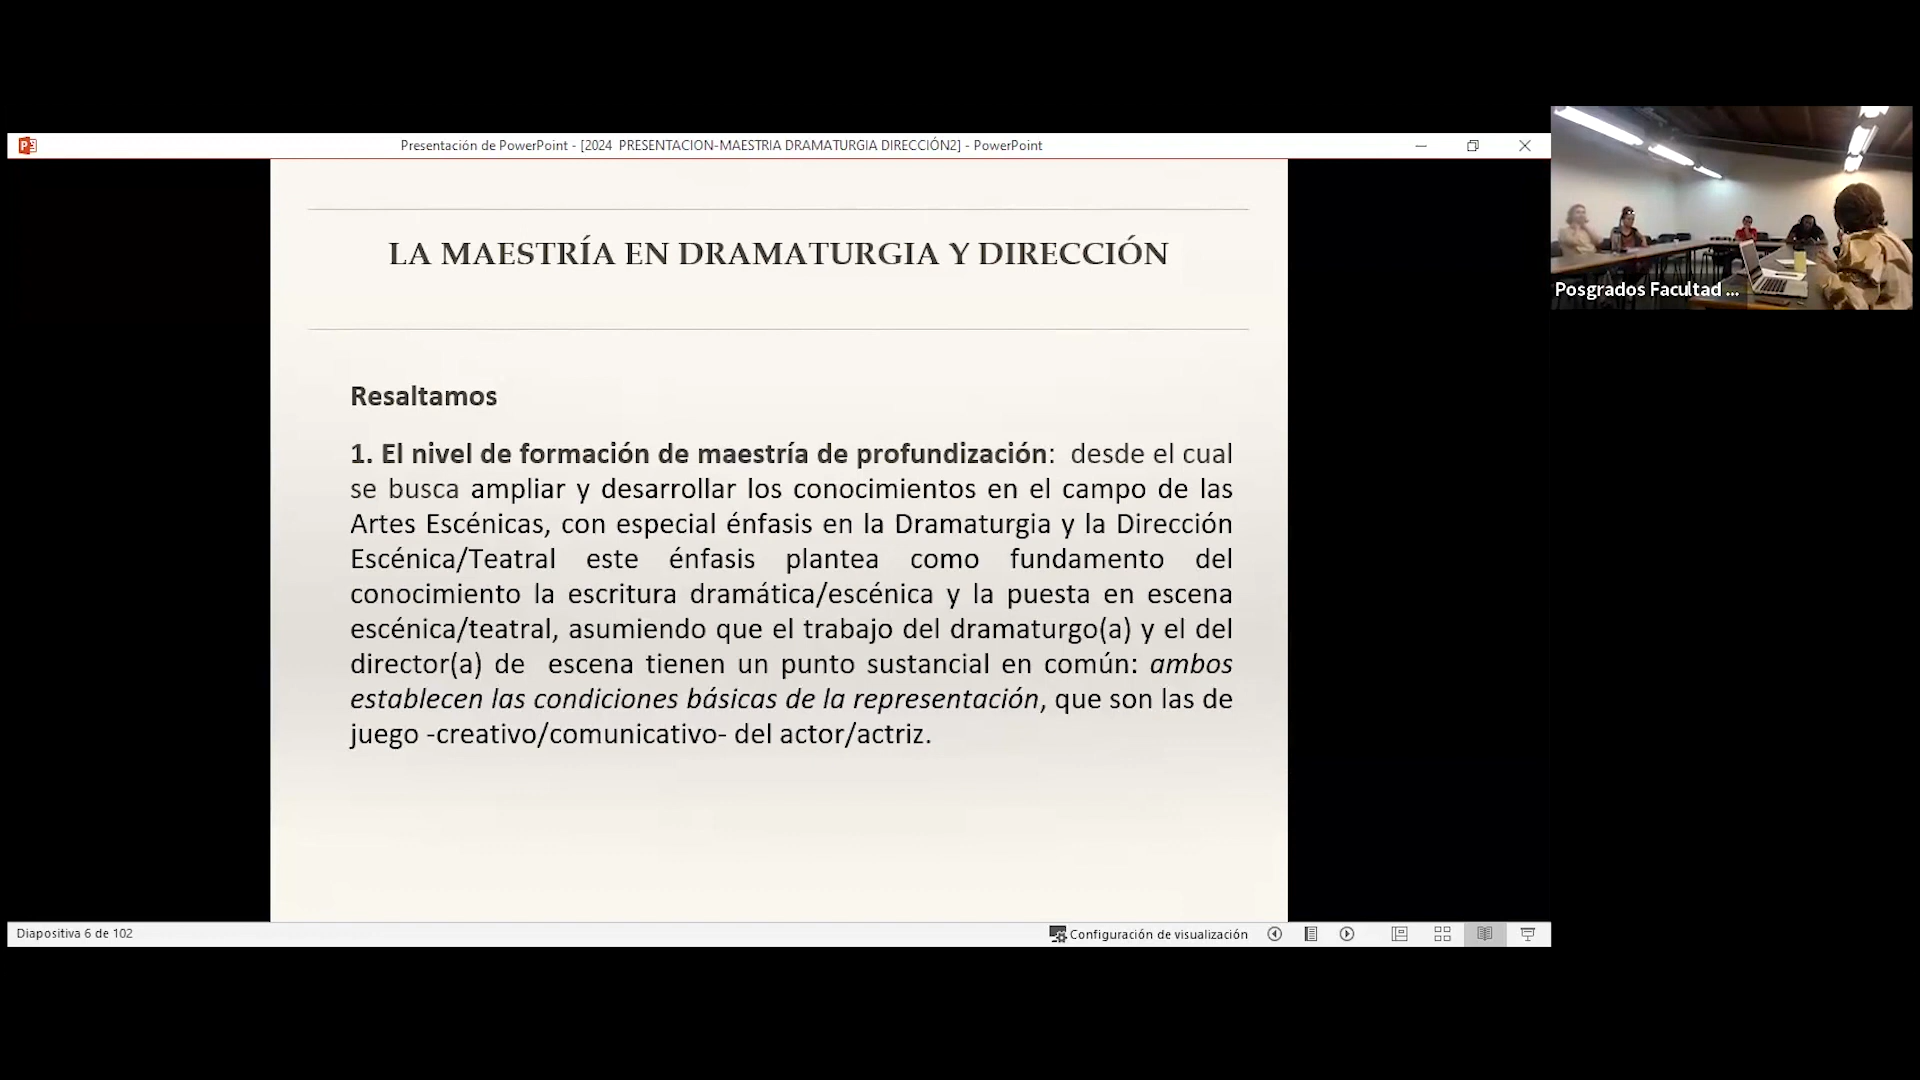 Presentación de PowerPoint - [2024 PRESENTACION-MAESTRIA DRAMATURGIA DIRECCIÓN2] - PowerPoint
LA MAESTRÍA EN DRAMATURGIA Y DIRECCIÓN
Posgrados Facultad ...
Resaltamos
1. El nivel de formación de maestría de profundización: desde el cual
se busca ampliar y desarrollar los conocimientos en el campo de las
Artes Escénicas, con especial énfasis en la Dramaturgia y la Dirección
Escénica/Teatral este énfasis plantea como fundamento del
conocimiento la escritura dramática/escénica y la puesta en escena
escénica/teatral, asumiendo que el trabajo del dramaturgo(a) y el del
director(a) de escena tienen un punto sustancial en común: ambos
establecen las condiciones básicas de la representación, que son las de
juego -creativo/comunicativo- del actor/actriz.
Diapositiva 6 de 102
Configuración de visualización